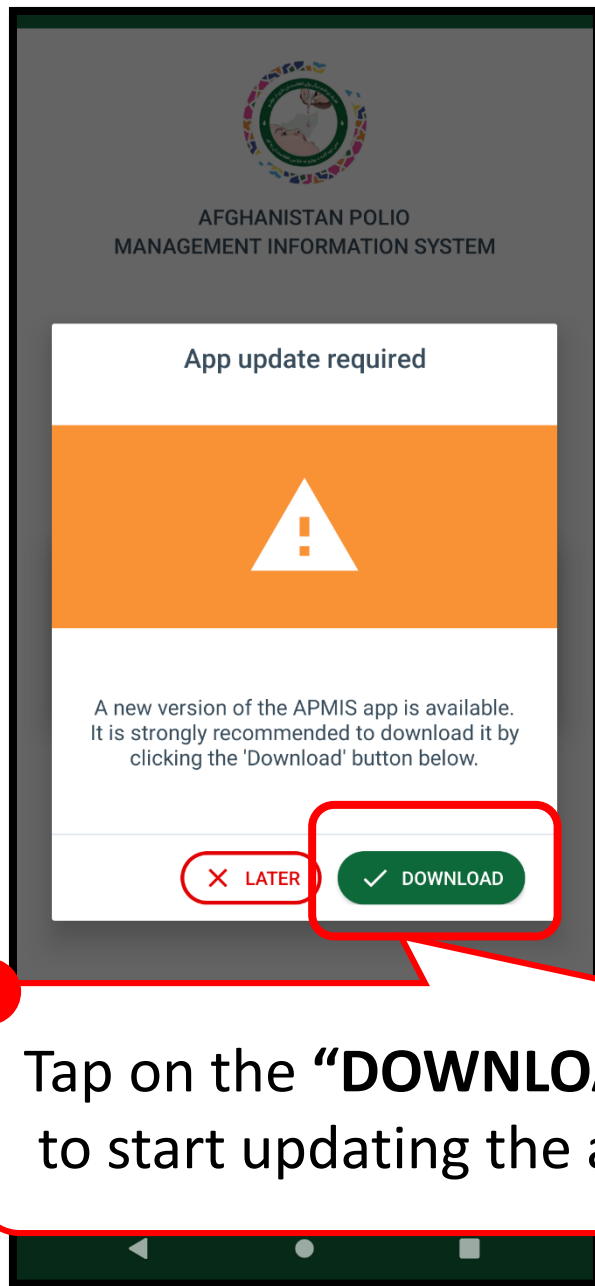 AFGHANISTAN POLIO
MANAGEMENT INFORMATION SYSTEM
App update required
A new version of the APMIS app is available.
It is strongly recommended to download it by
clicking the 'Download' button below.
LATER
DOWNLOAD
Tap on the “DOWNLOA
to start updating the a